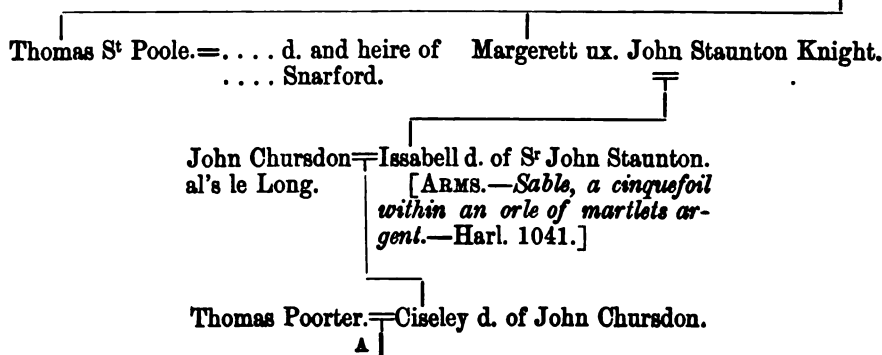 Thomas Sᵗ Poole.=.... d. and heire of
.... Snarford.
Margerett ux. John Staunton Knight.
John Chursdon=Issabell d. of Sʳ John Staunton.
al's le Long.
[ARMS.—Sable, a cinquefoil
within an orle of martlets ar-
gent.—Harl. 1041.]
Thomas Poorter.=Ciseley d. of John Chursdon.
A